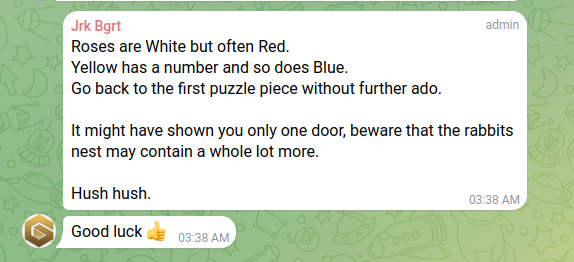 Jrk Bgrt admin
Roses are White but often Red.
Yellow has a number and so does Blue.
Go back to the first puzzle piece without further ado.
It might have shown you only one door, beware that the rabbits
nest may contain a whole lot more.
Hush hush.
03:38 AM
Good luck 👍 03:38 AM